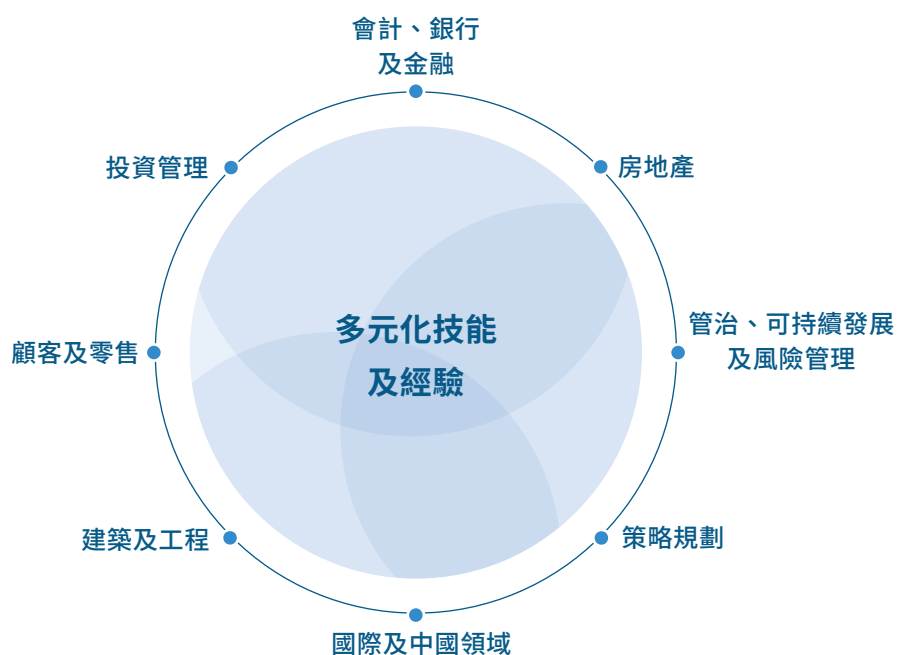 會計、銀行
及金融
投資管理
房地產
管治、可持續發展
及風險管理
多元化技能
及經驗
顧客及零售
建築及工程
策略規劃
國際及中國領域